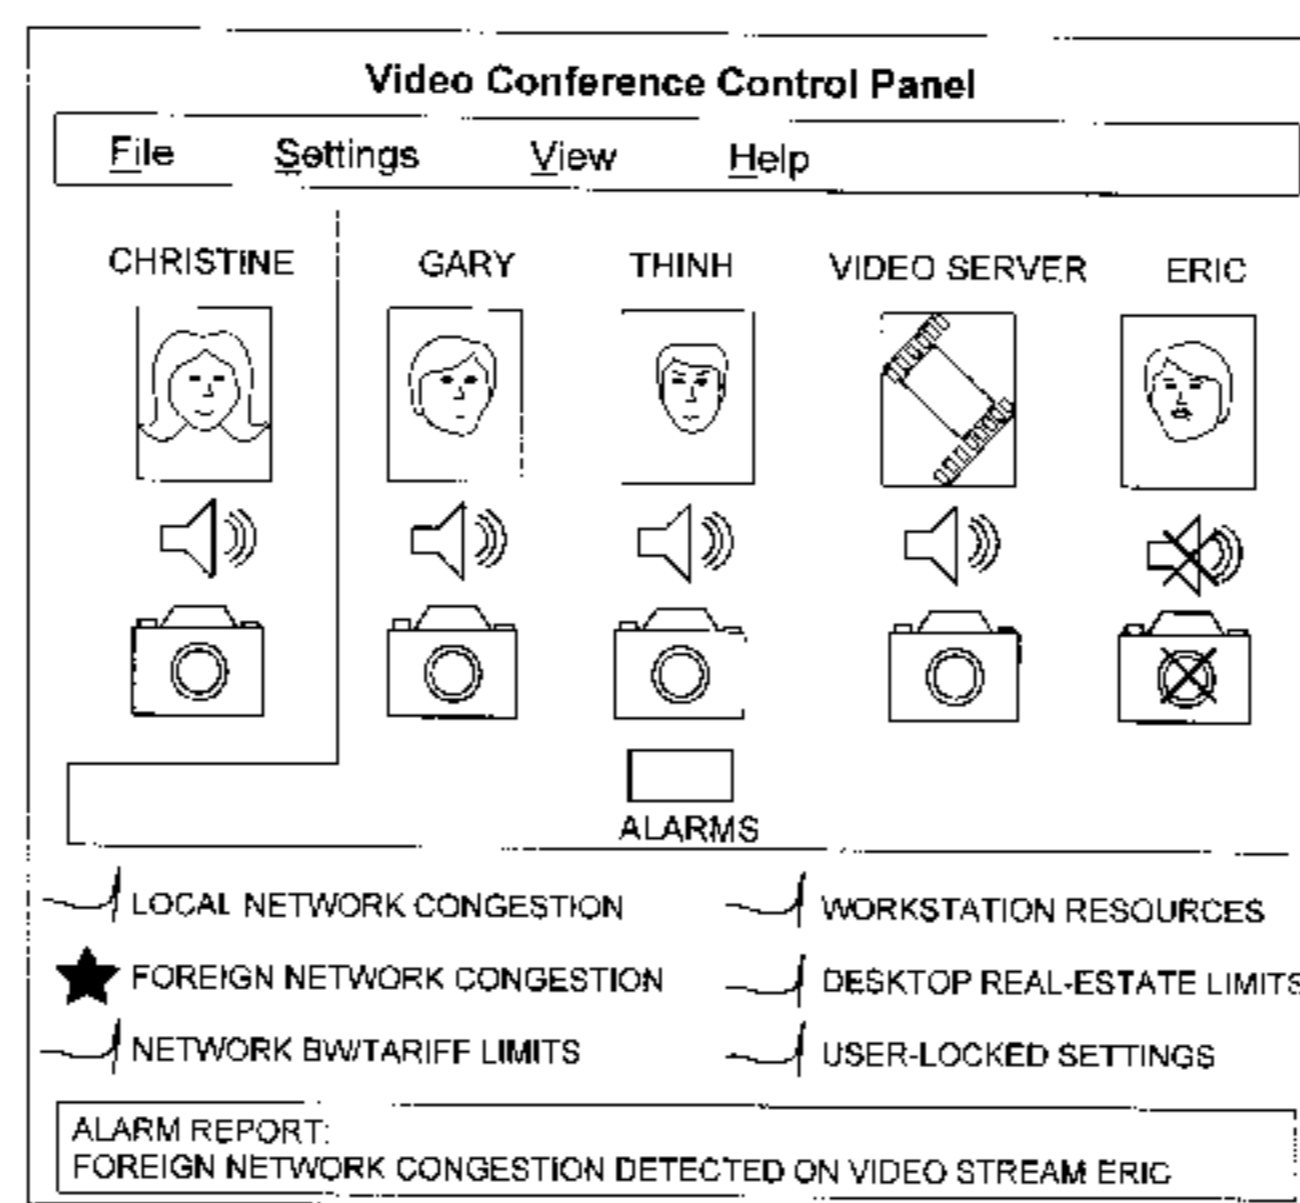 Video Conference Control Panel
File Settings View Help
CHRISTINE GARY THINH VIDEO SERVER ERIC
ALARMS
LOCAL NETWORK CONGESTION WORKSTATION RESOURCES
FOREIGN NETWORK CONGESTION DESKTOP REAL-ESTATE LIMITS
NETWORK BW/TARIFF LIMITS USER-LOCKED SETTINGS
ALARM REPORT:
FOREIGN NETWORK CONGESTION DETECTED ON VIDEO STREAM ERIC